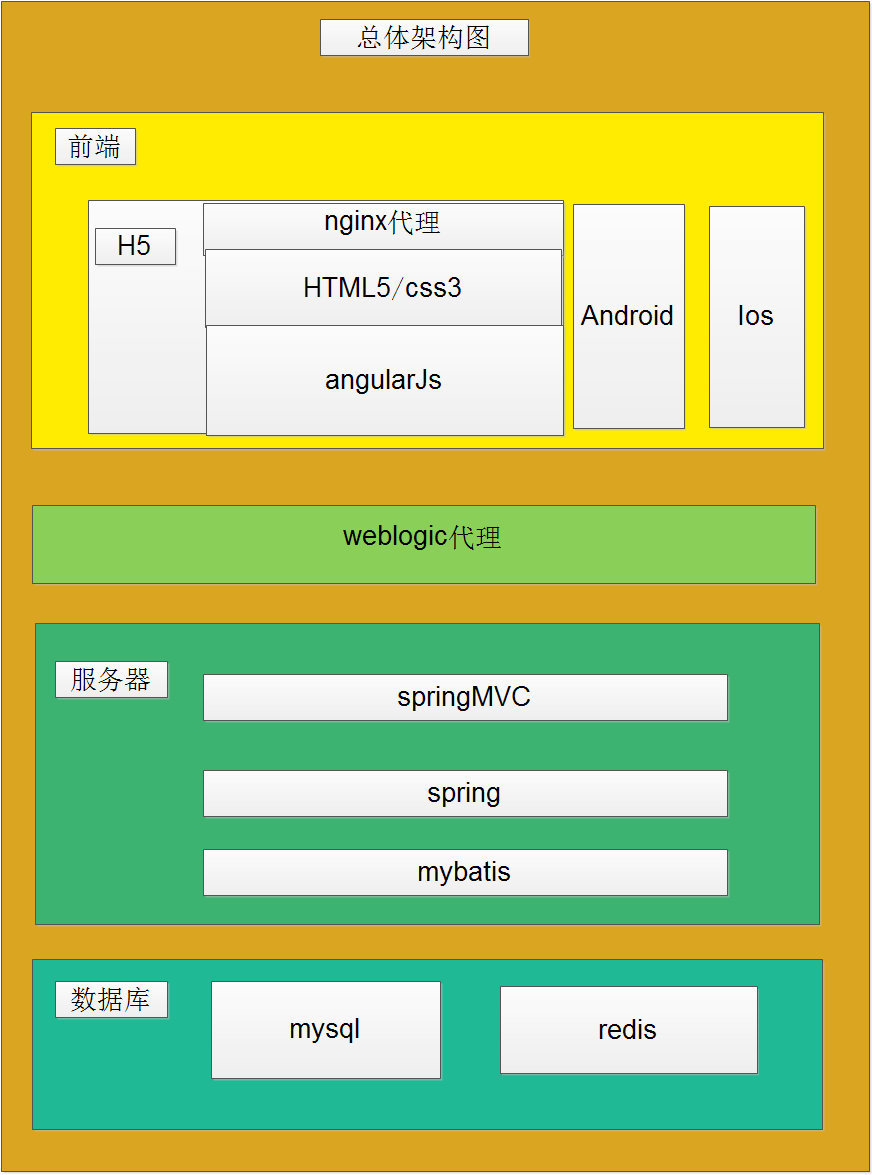 总体架构图
前端
H5
nginx代理
HTML5/css3
angularJs
Android
Ios
weblogic代理
服务器
springMVC
spring
mybatis
数据库
mysql
redis